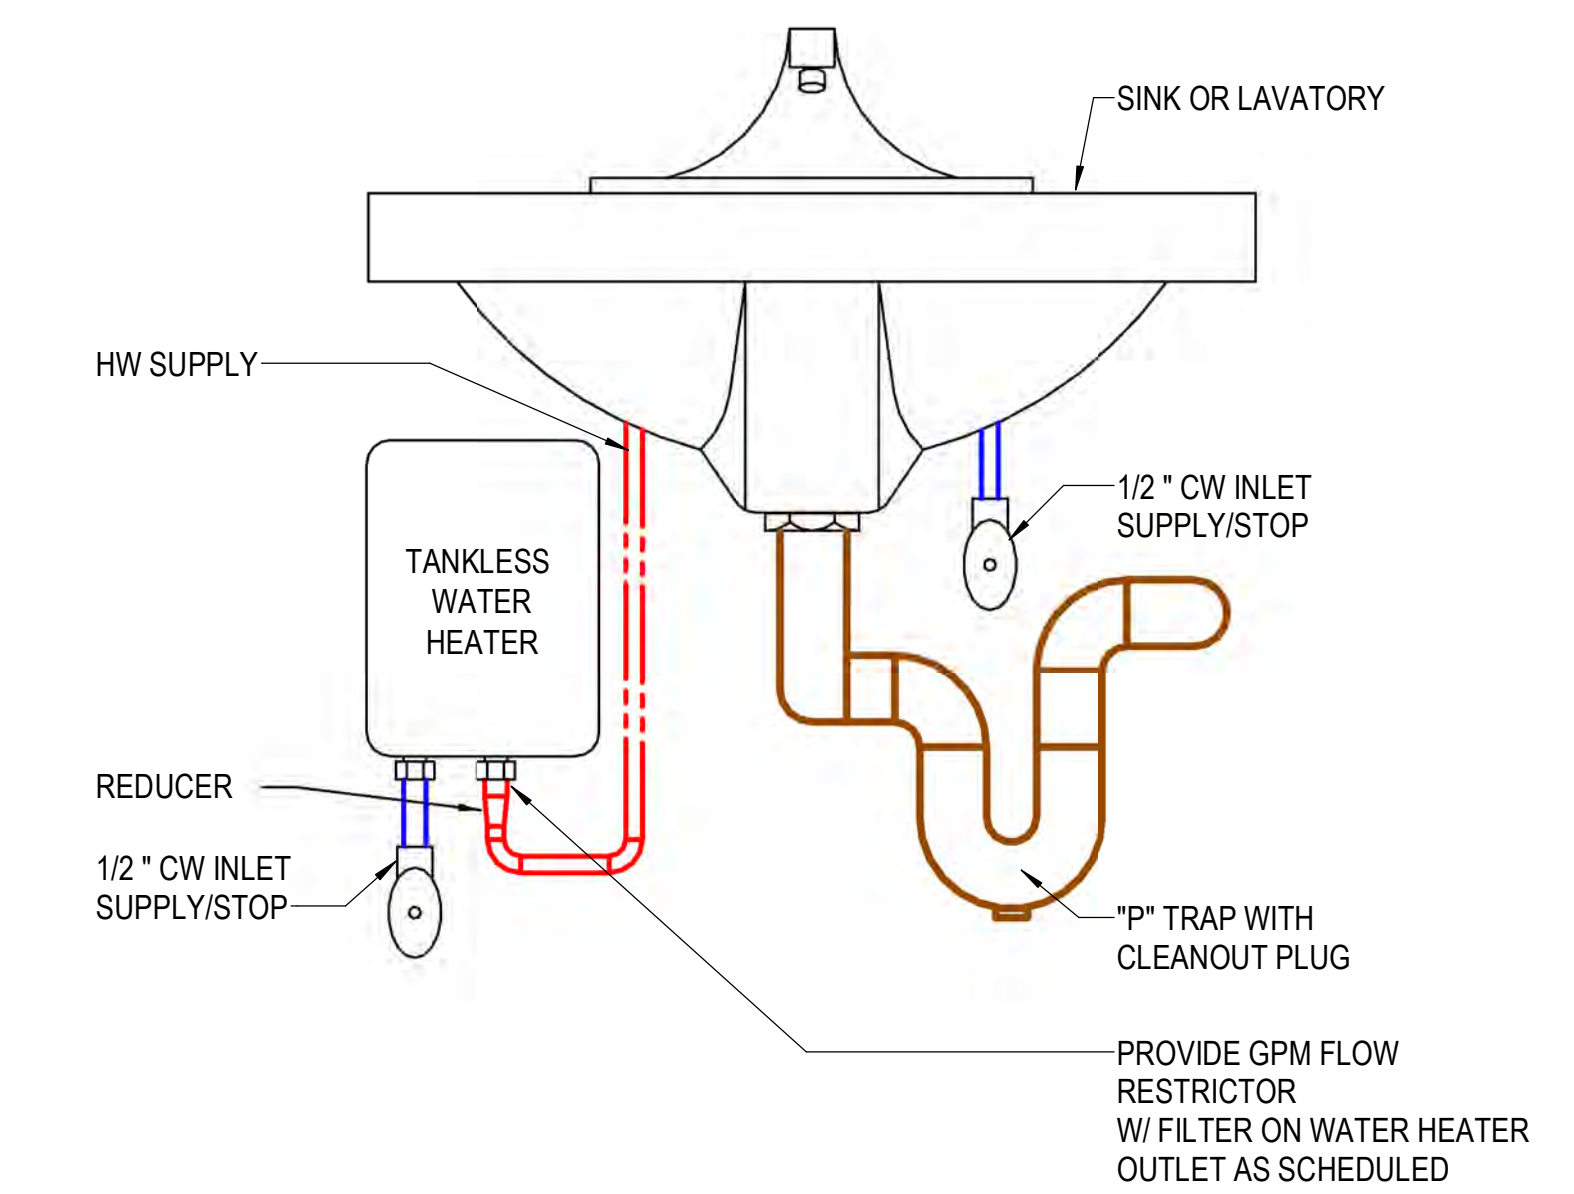 SINK OR LAVATORY
HW SUPPLY
1/2 " CW INLET
SUPPLY/STOP
TANKLESS
WATER
HEATER
REDUCER
1/2 " CW INLET
SUPPLY/STOP
"P" TRAP WITH
CLEANOUT PLUG
PROVIDE GPM FLOW
RESTRICTOR
W/ FILTER ON WATER HEATER
OUTLET AS SCHEDULED